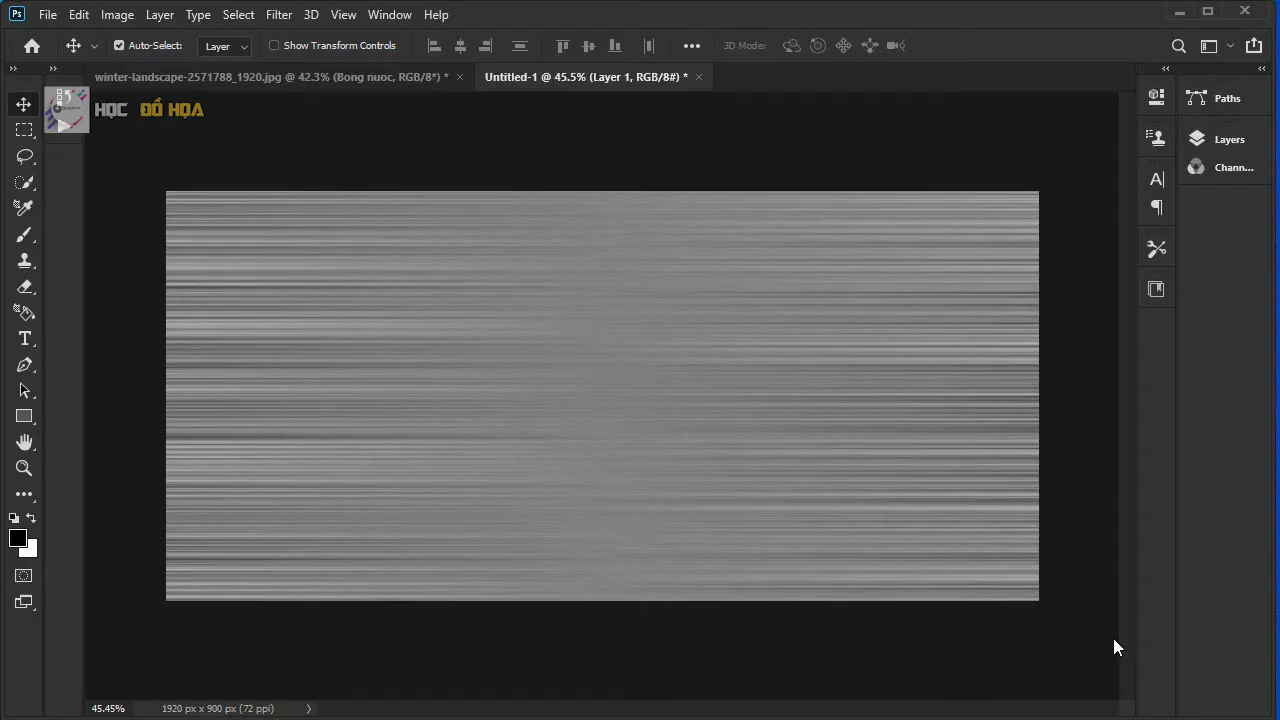 Ps File Edit Image Layer Type Select Filter 3D View Window Help
Auto-Select: Layer Show Transform Controls 3D Mode:
winter-landscape-2571788_1920.jpg @ 42.3% (Bong nuoc, RGB/8*) * Untitled-1 @ 45.5% (Layer 1, RGB/8#) *
HỌC ĐỒ HỌA
Paths
Layers
Chann...
45.45% 1920 px x 900 px (72 ppi)